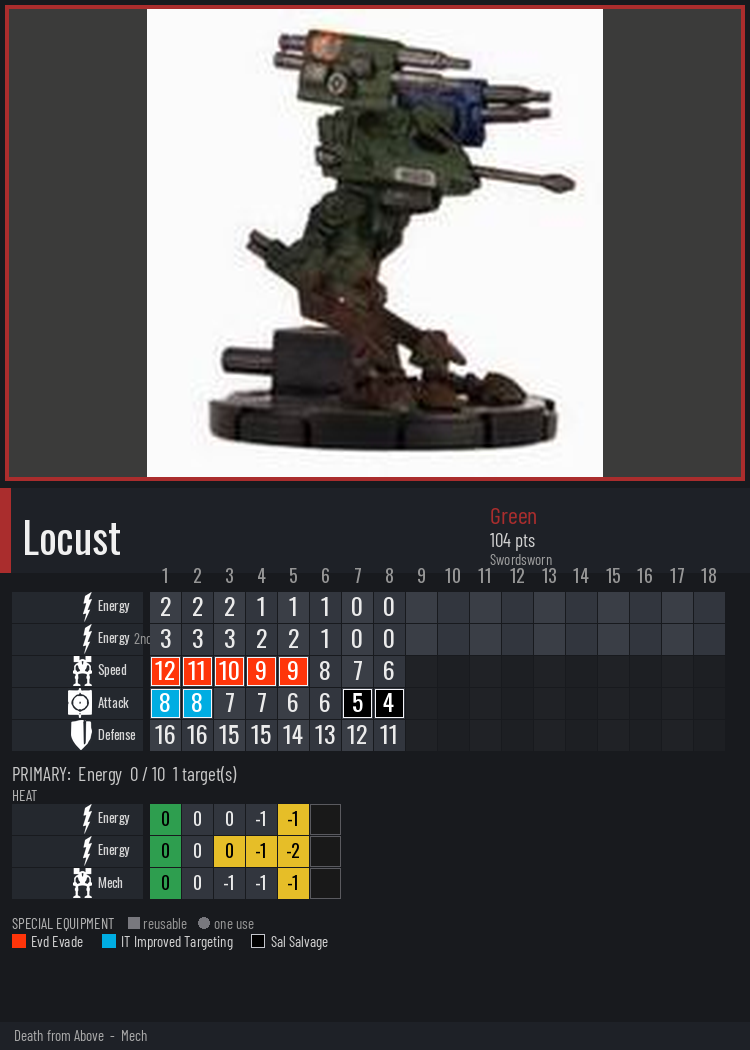 Locust
Green
104 pts
Swordsworn
1 2 3 4 5 6 7 8 9 10 11 12 13 14 15 16 17 18
Energy 2 2 2 1 1 1 0 0
Energy 2nd 3 3 3 2 2 1 0 0
Speed 12 11 10 9 9 8 7 6
Attack 8 8 7 7 6 6 5 4
Defense 16 16 15 15 14 13 12 11
PRIMARY: Energy 0 / 10 1 target(s)
HEAT
Energy 0 0 0 -1 -1
Energy 0 0 0 -1 -2
Mech 0 0 -1 -1 -1
SPECIAL EQUIPMENT reusable one use
Evd Evade IT Improved Targeting Sal Salvage
Death from Above - Mech